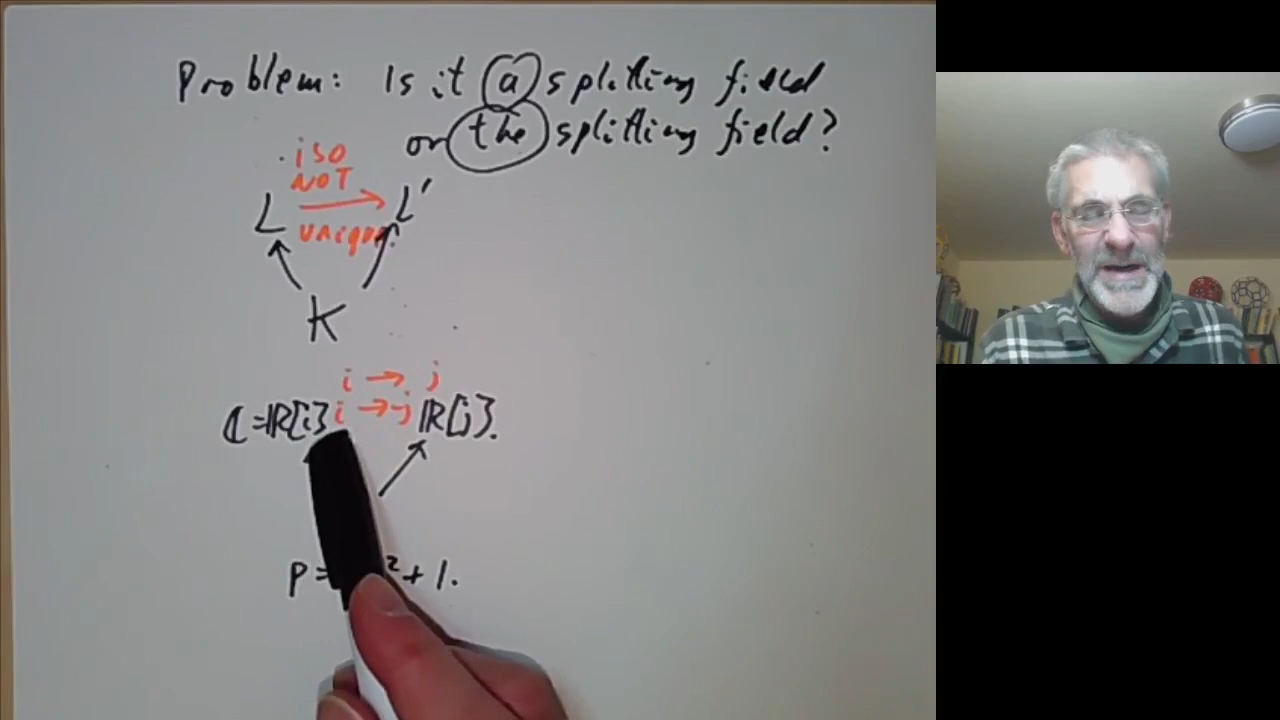 Problem: Is it a splitting field
or the splitting field?
iso
NOT
L → L'
unique.
K
i → j
ℂ = ℝ[i] i → -j ℝ[j].
P = ² + 1.